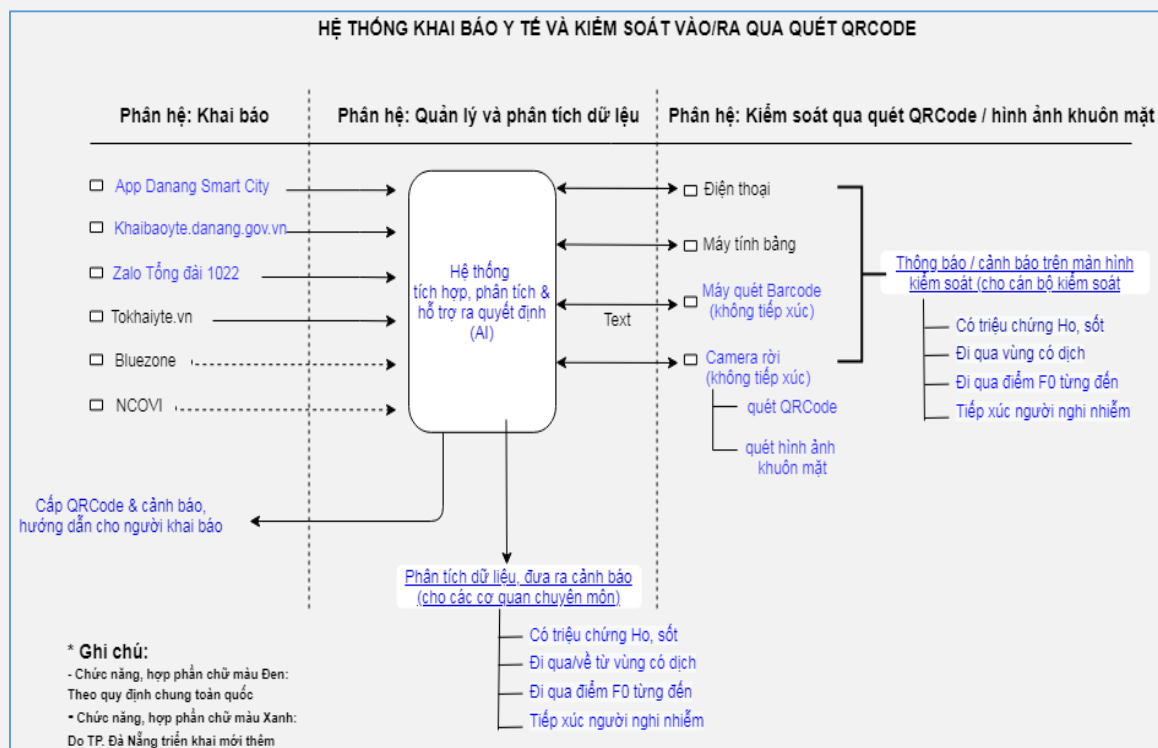 HỆ THỐNG KHAI BÁO Y TẾ VÀ KIỂM SOÁT VÀO/RA QUA QUÉT QRCODE
Phân hệ: Khai báo
Phân hệ: Quản lý và phân tích dữ lệu
Phân hệ: Kiểm soát qua quét QRCode / hình ảnh khuôn mặt
App Danang Smart City
Khaibaoyte.danang.gov.vn
Zalo Tổng đài 1022
Tokhaiyte.vn
Bluezone
NCOVI
Hệ thống
tích hợp, phân tích &
hỗ trợ ra quyết định
(AI)
Text
Điện thoại
Máy tính bảng
Máy quét Barcode
(không tiếp xúc)
Camera rời
(không tiếp xúc)
quét QRCode
quét hình ảnh
khuôn mặt
Thông báo / cảnh báo trên màn hình
kiểm soát (cho cán bộ kiểm soát
Có triệu chứng Ho, sốt
Đi qua vùng có dịch
Đi qua điểm F0 từng đến
Tiếp xúc người nghi nhiễm
Cấp QRCode & cảnh báo,
hướng dẫn cho người khai báo
Phân tích dữ liệu, đưa ra cảnh báo
(cho các cơ quan chuyên môn)
Có triệu chứng Ho, sốt
Đi qua/về từ vùng có dịch
Đi qua điểm F0 từng đến
Tiếp xúc người nghi nhiễm
* Ghi chú:
- Chức năng, hợp phần chữ màu Đen:
Theo quy định chung toàn quốc
- Chức năng, hợp phần chữ màu Xanh:
Do TP. Đà Nẵng triển khai mới thêm